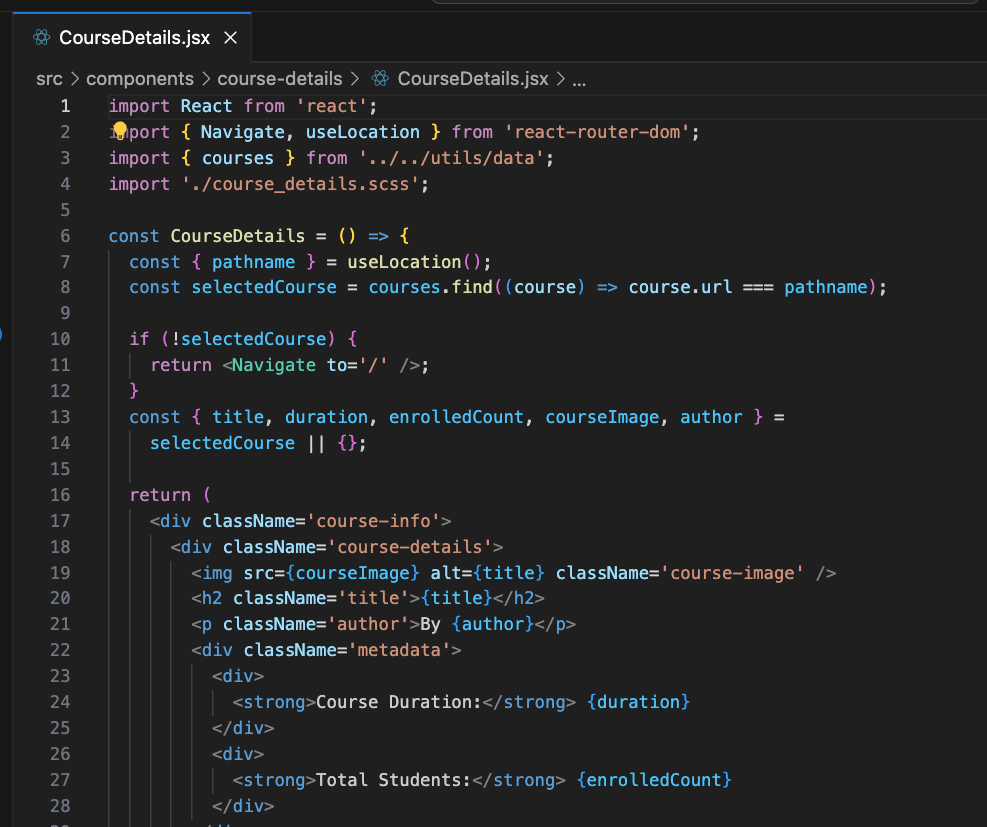 CourseDetails.jsx
src > components > course-details > CourseDetails.jsx > ...
1 import React from 'react';
2 import { Navigate, useLocation } from 'react-router-dom';
3 import { courses } from '../../utils/data';
4 import './course_details.scss';
5
6 const CourseDetails = () => {
7 const { pathname } = useLocation();
8 const selectedCourse = courses.find((course) => course.url === pathname);
9
10 if (!selectedCourse) {
11 return <Navigate to='/' />;
12 }
13 const { title, duration, enrolledCount, courseImage, author } =
14 selectedCourse || {};
15
16 return (
17 <div className='course-info'>
18 <div className='course-details'>
19 <img src={courseImage} alt={title} className='course-image' />
20 <h2 className='title'>{title}</h2>
21 <p className='author'>By {author}</p>
22 <div className='metadata'>
23 <div>
24 <strong>Course Duration:</strong> {duration}
25 </div>
26 <div>
27 <strong>Total Students:</strong> {enrolledCount}
28 </div>